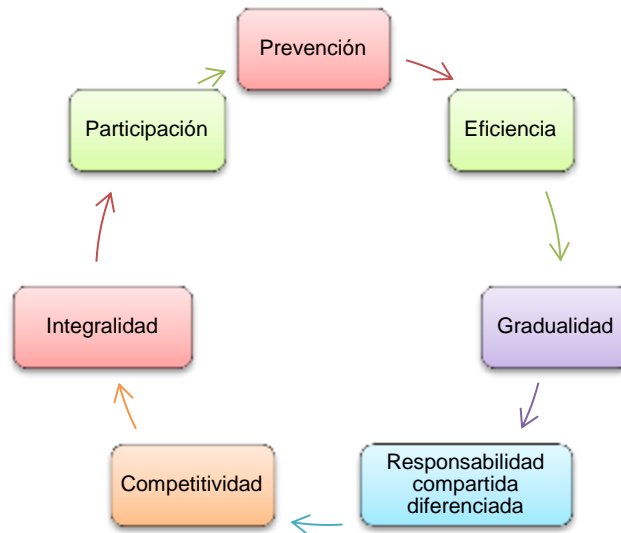 Prevención
Eficiencia
Gradualidad
Responsabilidad
compartida
diferenciada
Competitividad
Integralidad
Participación